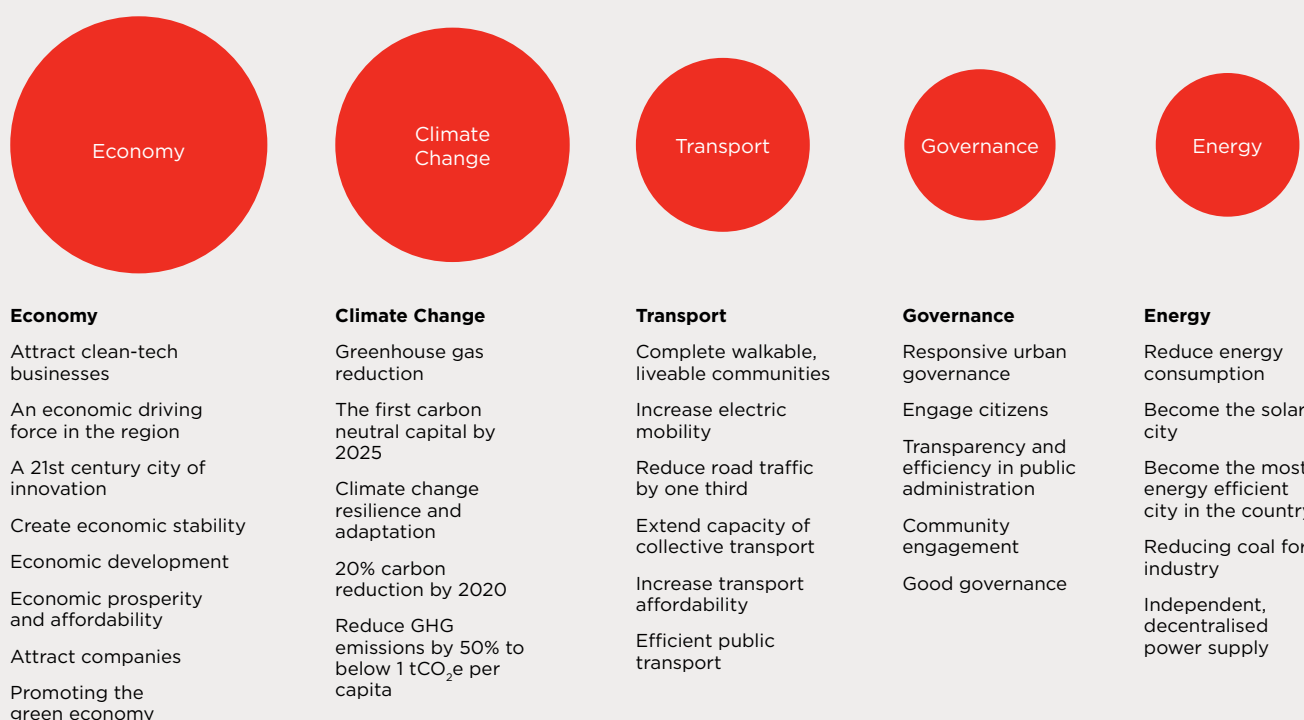 Economy
Climate
Change
Transport
Governance
Energy
Economy
Attract clean-tech
businesses
An economic driving
force in the region
A 21st century city of
innovation
Create economic stability
Economic development
Economic prosperity
and affordability
Attract companies
Promoting the
green economy
Climate Change
Greenhouse gas
reduction
The first carbon
neutral capital by
2025
Climate change
resilience and
adaptation
20% carbon
reduction by 2020
Reduce GHG
emissions by 50% to
below 1 tCO₂e per
capita
Transport
Complete walkable,
liveable communities
Increase electric
mobility
Reduce road traffic
by one third
Extend capacity of
collective transport
Increase transport
affordability
Efficient public
transport
Governance
Responsive urban
governance
Engage citizens
Transparency and
efficiency in public
administration
Community
engagement
Good governance
Energy
Reduce energy
consumption
Become the solar
city
Become the most
energy efficient
city in the country
Reducing coal for
industry
Independent,
decentralised
power supply